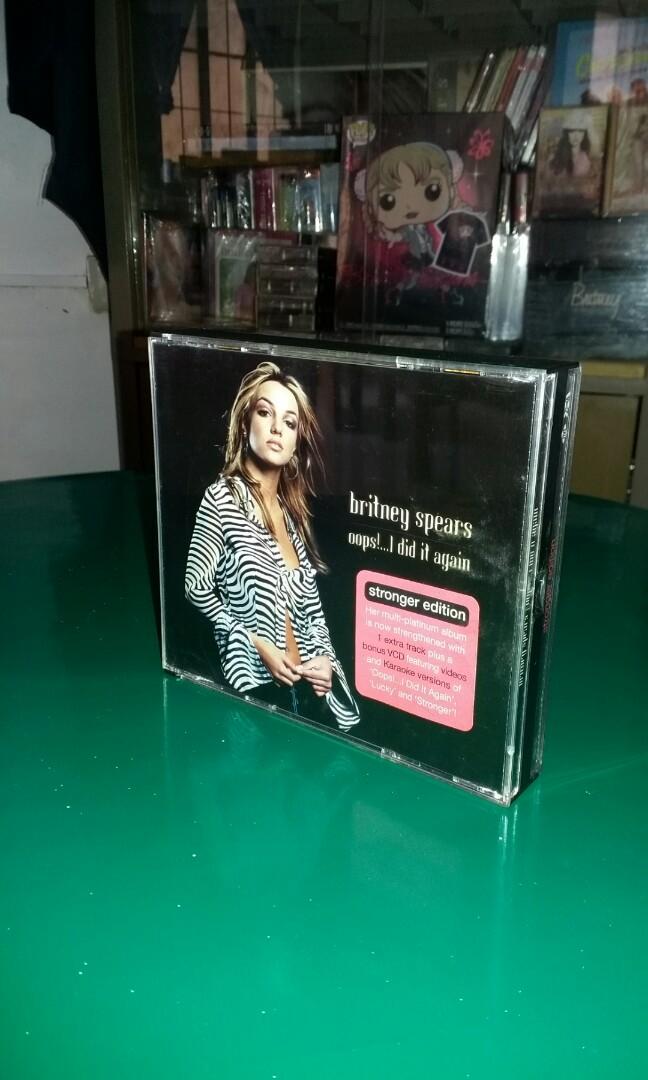 Britney
britney spears
oops!...I did it again
stronger edition
Her multi-platinum album
is now strengthened with
1 extra track plus a
bonus VCD featuring videos
and Karaoke versions of
'Oops!...I Did It Again',
'Lucky' and 'Stronger'!